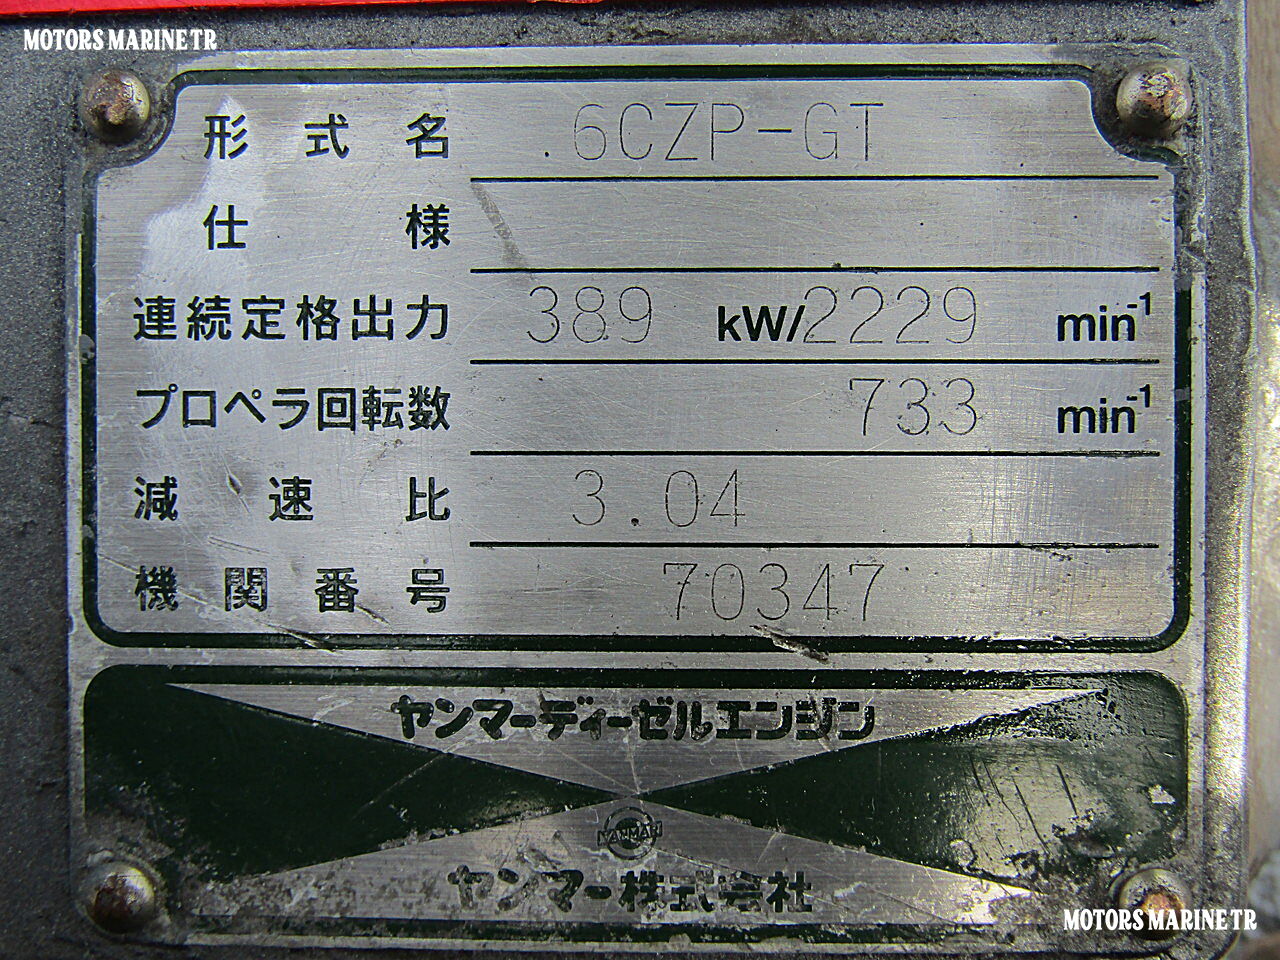 MOTORS MARINE TR
形式名 6CZP-GT
仕様
連続定格出力 389 kW/2229 min⁻¹
プロペラ回転数 733 min⁻¹
減速比 3.04
機関番号 70347
ヤンマーディーゼルエンジン
YANMAR
ヤンマー株式会社
MOTORS MARINE TR